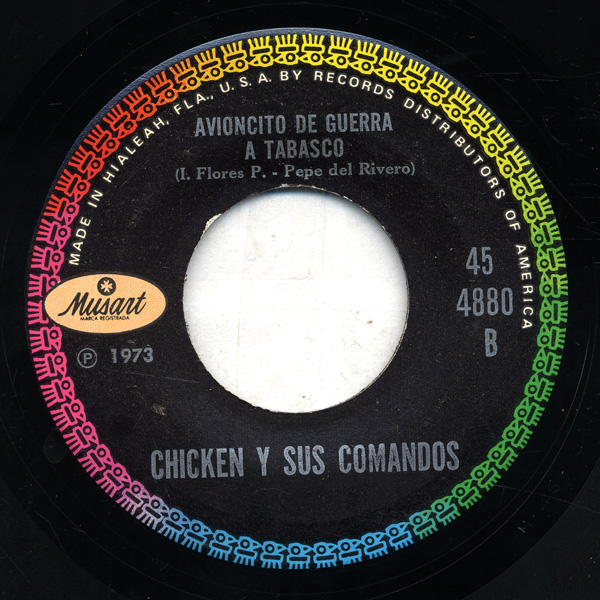 MADE IN HIALEAH, FLA., U.S.A. BY RECORDS DISTRIBUTORS OF AMERICA
AVIONCITO DE GUERRA
A TABASCO
(I. Flores P. - Pepe del Rivero)
45
4880
B
Musart
MARCA REGISTRADA
Ⓟ 1973
CHICKEN Y SUS COMANDOS